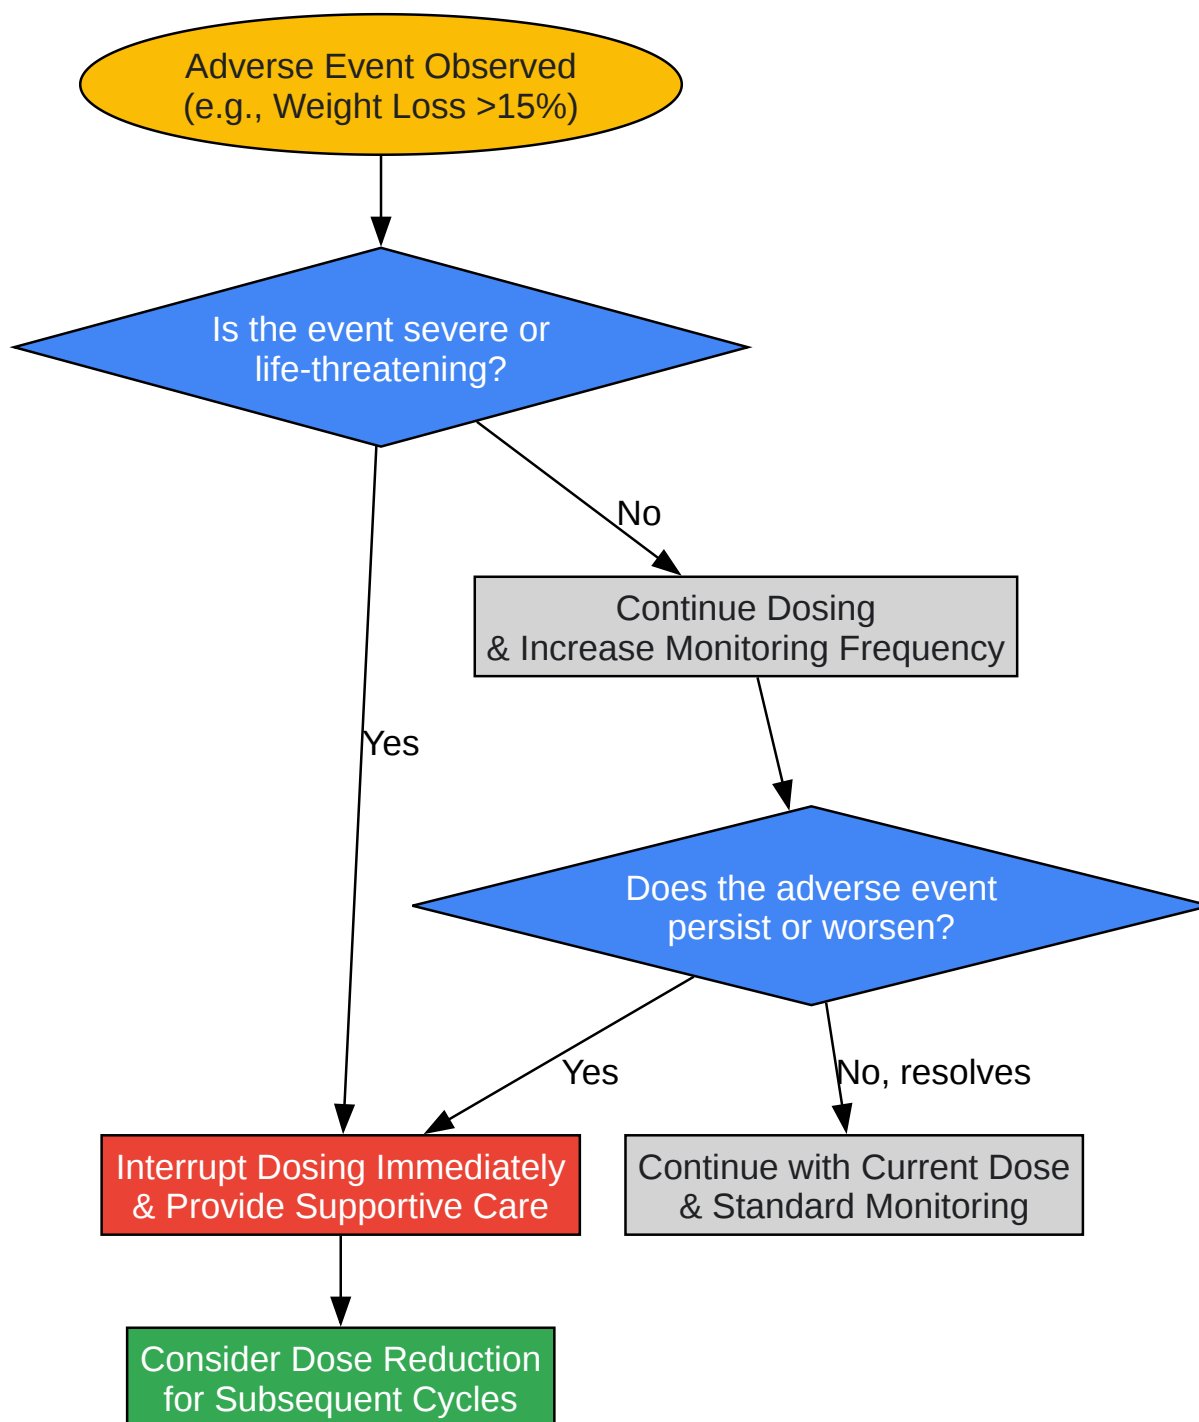 Adverse Event Observed
(e.g., Weight Loss >15%)
Is the event severe or
life-threatening?
No
Continue Dosing
& Increase Monitoring Frequency
Yes
Does the adverse event
persist or worsen?
Yes
No, resolves
Interrupt Dosing Immediately
& Provide Supportive Care
Continue with Current Dose
& Standard Monitoring
Consider Dose Reduction
for Subsequent Cycles